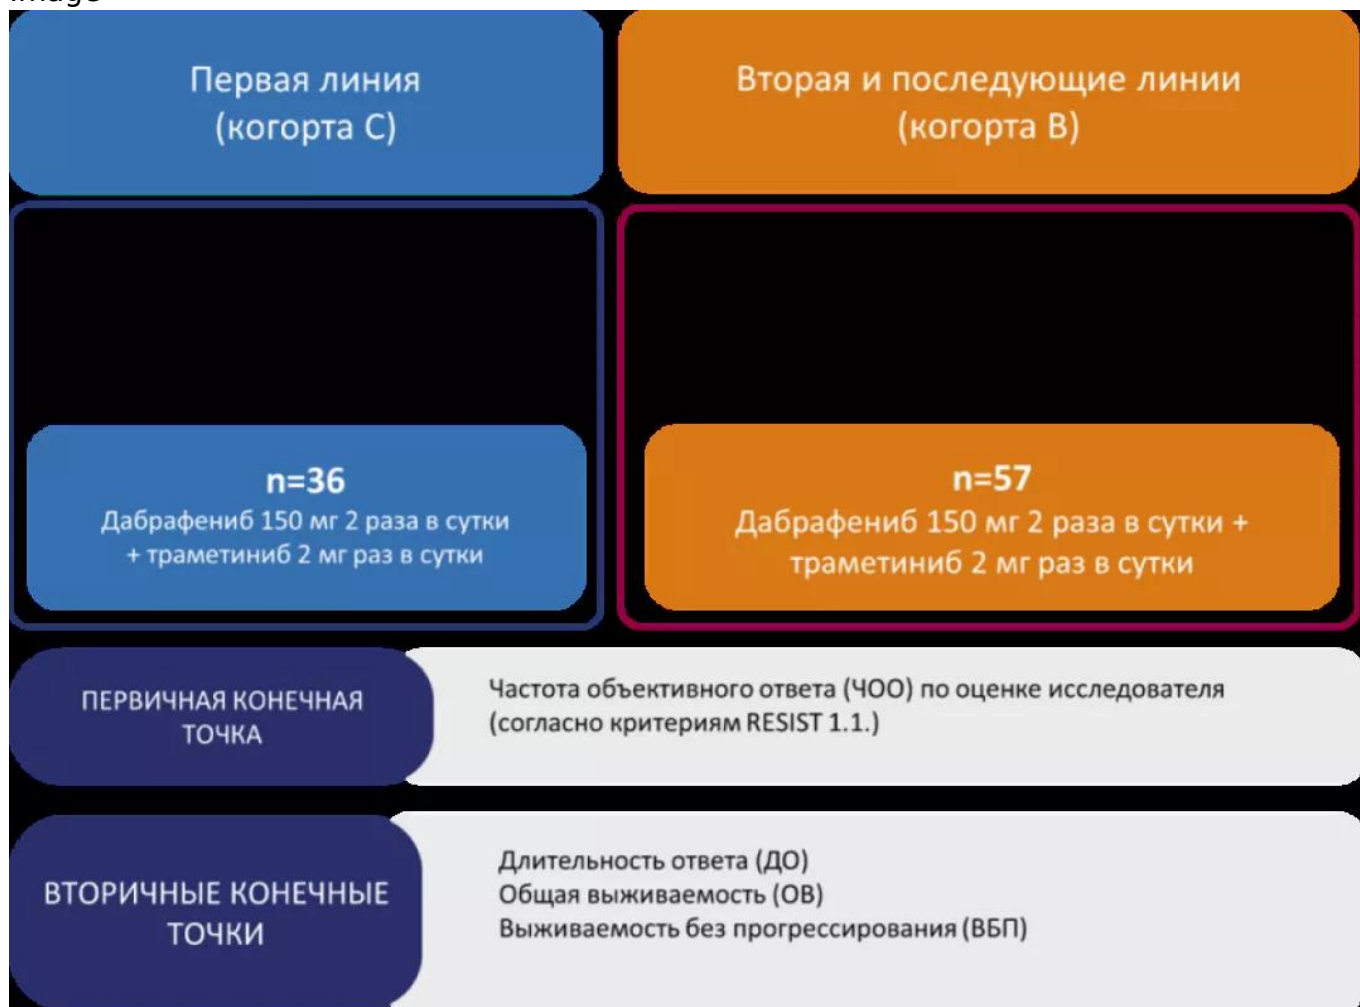 Image
Первая линия
(когорта С)
Вторая и последующие линии
(когорта В)
n=36
Дабрафениб 150 мг 2 раза в сутки
+ траметиниб 2 мг раз в сутки
n=57
Дабрафениб 150 мг 2 раза в сутки +
траметиниб 2 мг раз в сутки
ПЕРВИЧНАЯ КОНЕЧНАЯ
ТОЧКА
Частота объективного ответа (ЧОО) по оценке исследователя
(согласно критериям RESIST 1.1.)
ВТОРИЧНЫЕ КОНЕЧНЫЕ
ТОЧКИ
Длительность ответа (ДО)
Общая выживаемость (ОВ)
Выживаемость без прогрессирования (ВБП)